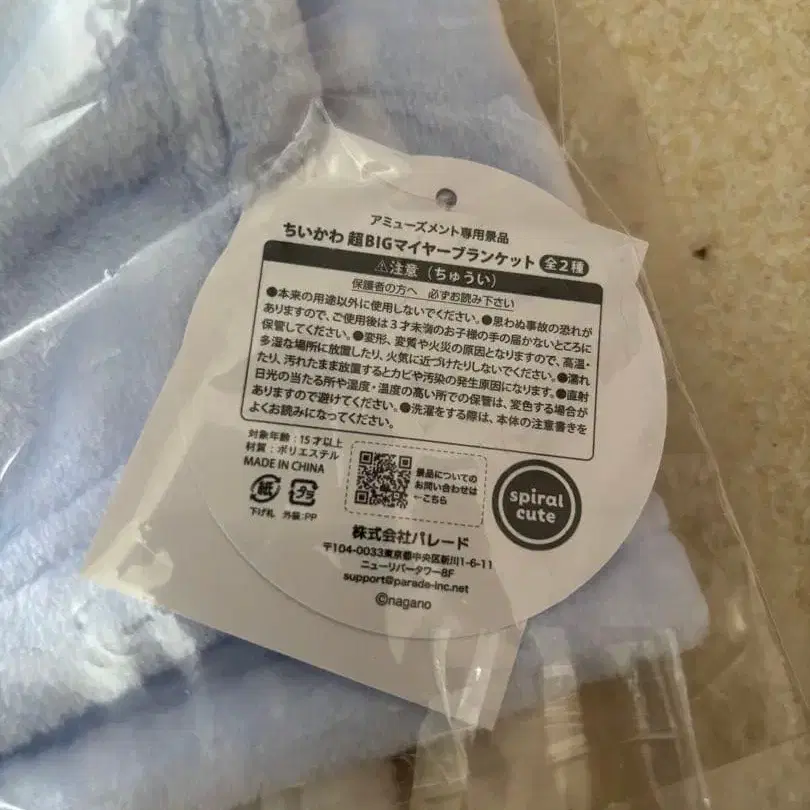 アミューズメント専用景品
ちいかわ 超BIGマイヤーブランケット 全2種
⚠注意（ちゅうい）
保護者の方へ 必ずお読み下さい
●本来の用途以外に使用しないでください。●思わぬ事故の恐れが
ありますので、ご使用後は3才未満のお子様の手の届かないところに
保管してください。●変形、変質や火災の原因となりますので、高温・
多湿な場所に放置したり、火気に近づけたりしないでください。●濡れ
たり、汚れたまま放置するとカビや汚染の発生原因になります。●直射
日光の当たる所や湿度・温度の高い所での保管は、変色する場合が
ありますので避けてください。●洗濯をする際は、本体の注意書きを
よくお読みになってください。
対象年齢：15才以上
材質：ポリエステル
MADE IN CHINA
紙 プラ
下げ札 外装：PP
景品についての
お問い合わせは
←こちら
spiral
cute
株式会社パレード
〒104-0033東京都中央区新川1-6-11
ニューリバータワー8F
support@parade-inc.net
©nagano